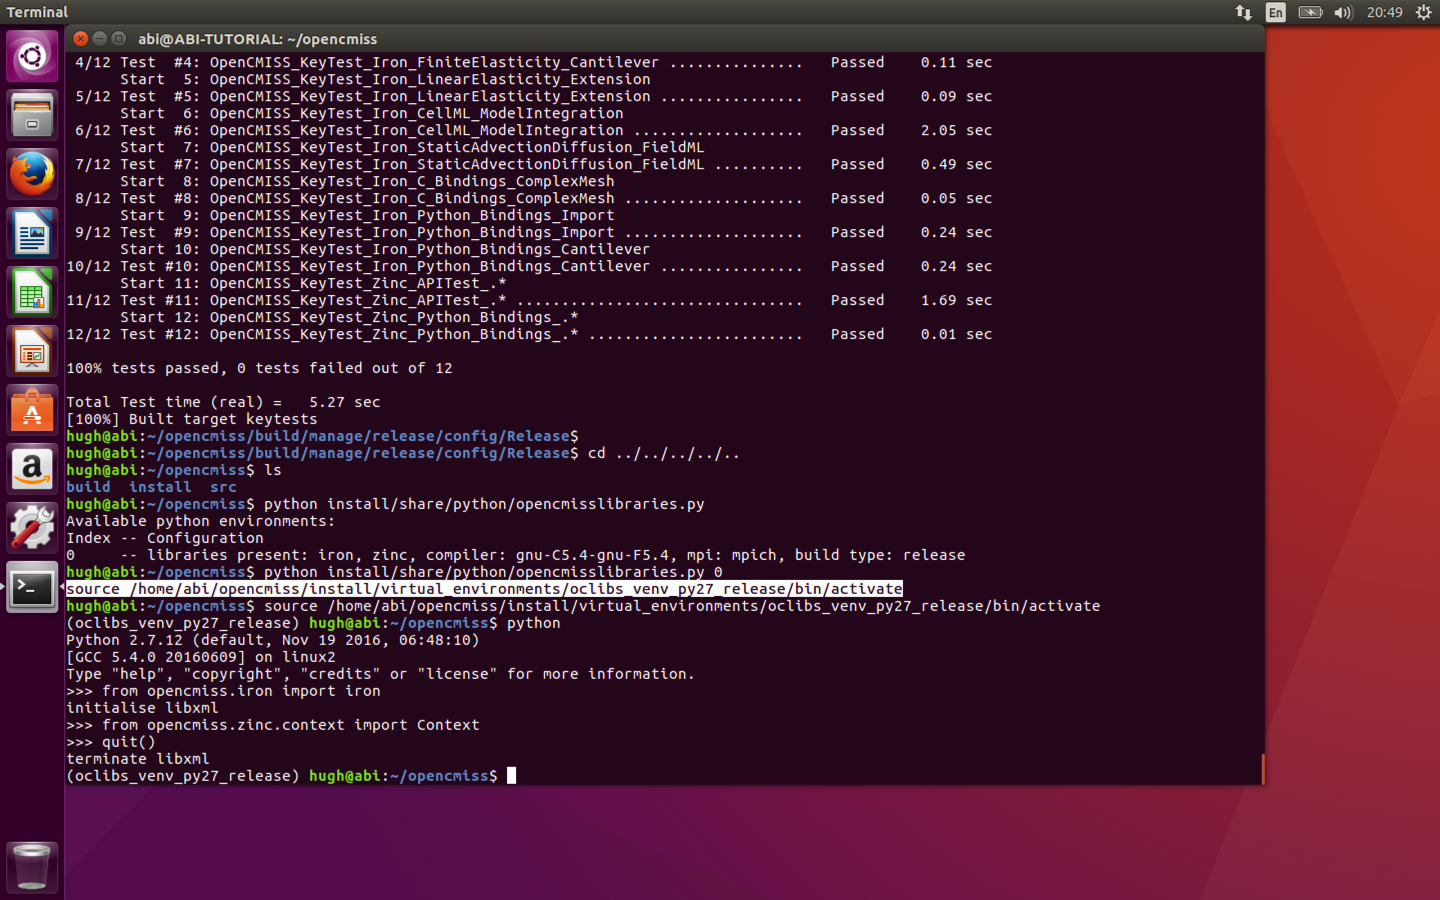 Terminal
En
20:49
abi@ABI-TUTORIAL: ~/opencmiss
4/12 Test  #4: OpenCMISS_KeyTest_Iron_FiniteElasticity_Cantilever ...............   Passed    0.11 sec
Start  5: OpenCMISS_KeyTest_Iron_LinearElasticity_Extension
5/12 Test  #5: OpenCMISS_KeyTest_Iron_LinearElasticity_Extension ................   Passed    0.09 sec
Start  6: OpenCMISS_KeyTest_Iron_CellML_ModelIntegration
6/12 Test  #6: OpenCMISS_KeyTest_Iron_CellML_ModelIntegration ...................   Passed    2.05 sec
Start  7: OpenCMISS_KeyTest_Iron_StaticAdvectionDiffusion_FieldML
7/12 Test  #7: OpenCMISS_KeyTest_Iron_StaticAdvectionDiffusion_FieldML ..........   Passed    0.49 sec
Start  8: OpenCMISS_KeyTest_Iron_C_Bindings_ComplexMesh
8/12 Test  #8: OpenCMISS_KeyTest_Iron_C_Bindings_ComplexMesh ....................   Passed    0.05 sec
Start  9: OpenCMISS_KeyTest_Iron_Python_Bindings_Import
9/12 Test  #9: OpenCMISS_KeyTest_Iron_Python_Bindings_Import ....................   Passed    0.24 sec
Start 10: OpenCMISS_KeyTest_Iron_Python_Bindings_Cantilever
10/12 Test #10: OpenCMISS_KeyTest_Iron_Python_Bindings_Cantilever ................   Passed    0.24 sec
Start 11: OpenCMISS_KeyTest_Zinc_APITest_.*
11/12 Test #11: OpenCMISS_KeyTest_Zinc_APITest_.* ................................   Passed    1.69 sec
Start 12: OpenCMISS_KeyTest_Zinc_Python_Bindings_.*
12/12 Test #12: OpenCMISS_KeyTest_Zinc_Python_Bindings_.* ........................   Passed    0.01 sec
100% tests passed, 0 tests failed out of 12
Total Test time (real) =   5.27 sec
[100%] Built target keytests
hugh@abi:~/opencmiss/build/manage/release/config/Release$
hugh@abi:~/opencmiss/build/manage/release/config/Release$ cd ../../../../..
hugh@abi:~/opencmiss$ ls
build  install  src
hugh@abi:~/opencmiss$ python install/share/python/opencmisslibraries.py
Available python environments:
Index -- Configuration
0     -- libraries present: iron, zinc, compiler: gnu-C5.4-gnu-F5.4, mpi: mpich, build type: release
hugh@abi:~/opencmiss$ python install/share/python/opencmisslibraries.py 0
source /home/abi/opencmiss/install/virtual_environments/oclibs_venv_py27_release/bin/activate
hugh@abi:~/opencmiss$ source /home/abi/opencmiss/install/virtual_environments/oclibs_venv_py27_release/bin/activate
(oclibs_venv_py27_release) hugh@abi:~/opencmiss$ python
Python 2.7.12 (default, Nov 19 2016, 06:48:10)
[GCC 5.4.0 20160609] on linux2
Type "help", "copyright", "credits" or "license" for more information.
>>> from opencmiss.iron import iron
initialise libxml
>>> from opencmiss.zinc.context import Context
>>> quit()
terminate libxml
(oclibs_venv_py27_release) hugh@abi:~/opencmiss$